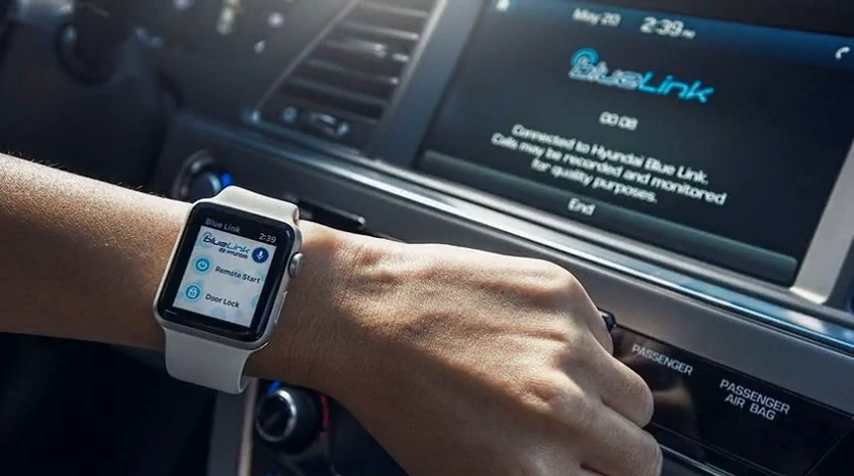 May 20 2:39PM
BlueLink
00 08
Connected to Hyundai Blue Link.
Calls may be recorded and monitored
for quality purposes.
End
Blue Link
2:39
BlueLink
Remote Start
Door Lock
PASSENGER
PASSENGER
AIR BAG